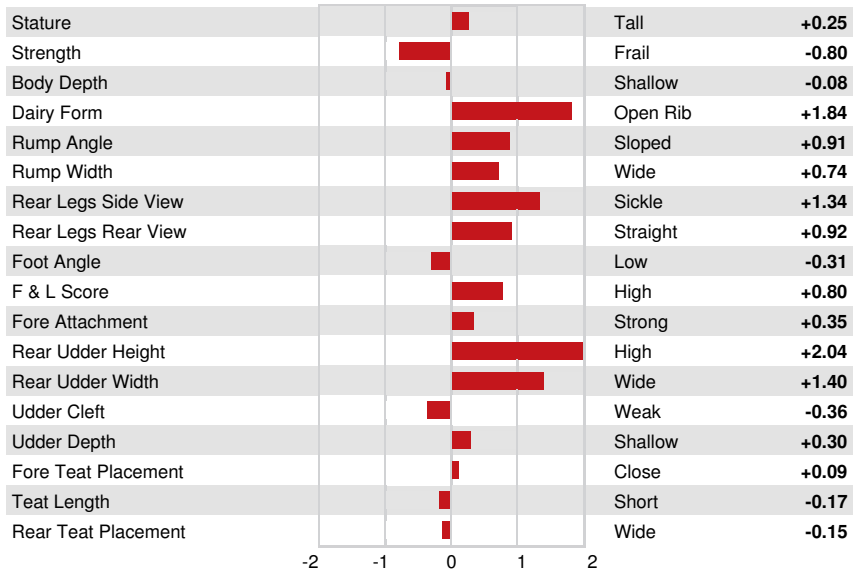 Stature Tall +0.25
Strength Frail -0.80
Body Depth Shallow -0.08
Dairy Form Open Rib +1.84
Rump Angle Sloped +0.91
Rump Width Wide +0.74
Rear Legs Side View Sickle +1.34
Rear Legs Rear View Straight +0.92
Foot Angle Low -0.31
F & L Score High +0.80
Fore Attachment Strong +0.35
Rear Udder Height High +2.04
Rear Udder Width Wide +1.40
Udder Cleft Weak -0.36
Udder Depth Shallow +0.30
Fore Teat Placement Close +0.09
Teat Length Short -0.17
Rear Teat Placement Wide -0.15
-2 -1 0 1 2